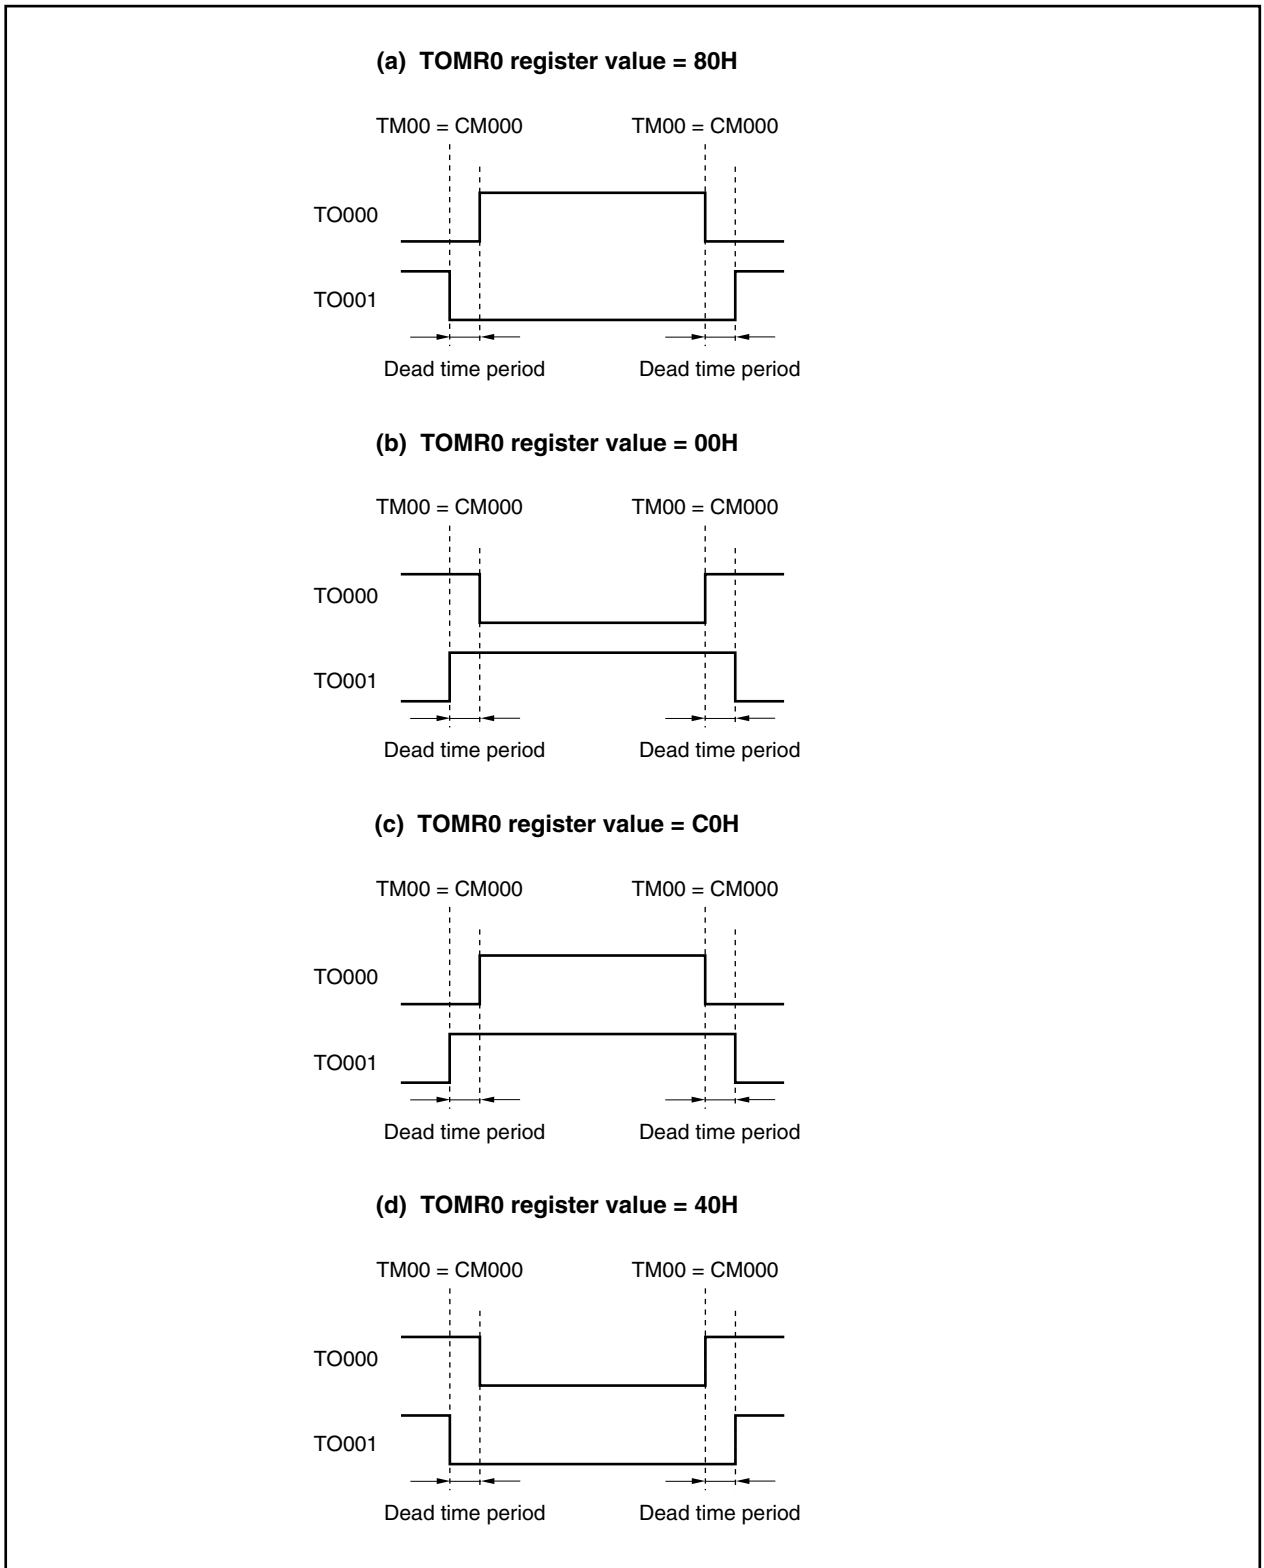 (a) TOMR0 register value = 80H
TM00 = CM000 TM00 = CM000
TO000
TO001
Dead time period Dead time period
(b) TOMR0 register value = 00H
TM00 = CM000 TM00 = CM000
TO000
TO001
Dead time period Dead time period
(c) TOMR0 register value = C0H
TM00 = CM000 TM00 = CM000
TO000
TO001
Dead time period Dead time period
(d) TOMR0 register value = 40H
TM00 = CM000 TM00 = CM000
TO000
TO001
Dead time period Dead time period